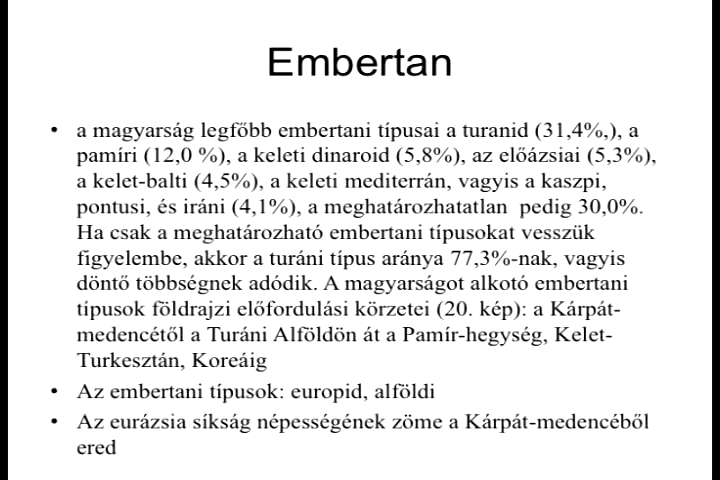 Embertan
• a magyarság legfőbb embertani típusai a turanid (31,4%,), a
pamíri (12,0 %), a keleti dinaroid (5,8%), az előázsiai (5,3%),
a kelet-balti (4,5%), a keleti mediterrán, vagyis a kaszpi,
pontusi, és iráni (4,1%), a meghatározhatatlan pedig 30,0%.
Ha csak a meghatározható embertani típusokat vesszük
figyelembe, akkor a turáni típus aránya 77,3%-nak, vagyis
döntő többségnek adódik. A magyarságot alkotó embertani
típusok földrajzi előfordulási körzetei (20. kép): a Kárpát-
medencétől a Turáni Alföldön át a Pamír-hegység, Kelet-
Turkesztán, Koreáig
• Az embertani típusok: europid, alföldi
• Az eurázsia síkság népességének zöme a Kárpát-medencéből
ered